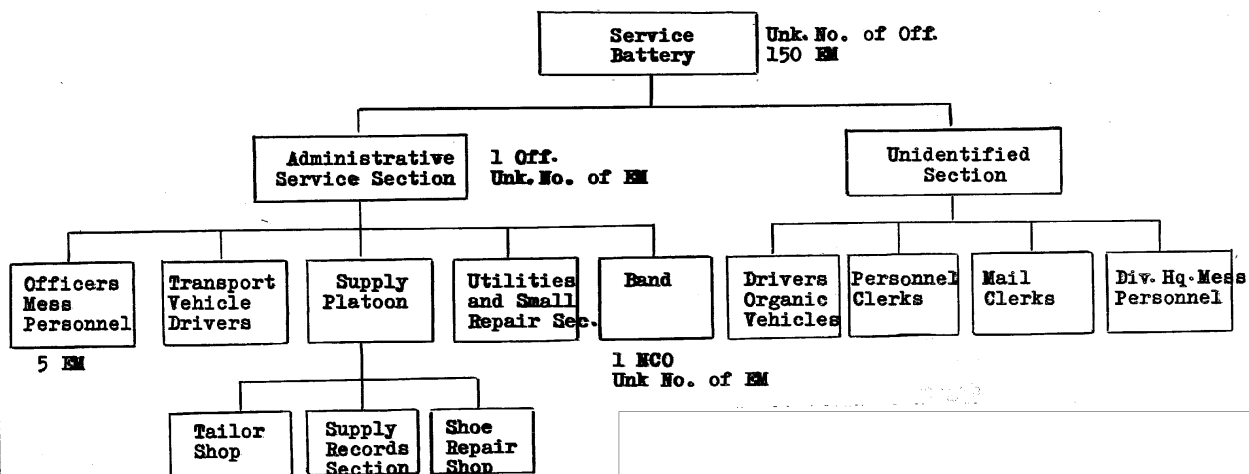 Service
Battery
Unk. No. of Off.
150 EM
Administrative
Service Section
1 Off.
Unk. No. of EM
Unidentified
Section
Officers
Mess
Personnel
5 EM
Transport
Vehicle
Drivers
Supply
Platoon
Utilities
and Small
Repair Sec.
Band
1 NCO
Unk No. of EM
Drivers
Organic
Vehicles
Personnel
Clerks
Mail
Clerks
Div. Hq. Mess
Personnel
Tailor
Shop
Supply
Records
Section
Shoe
Repair
Shop